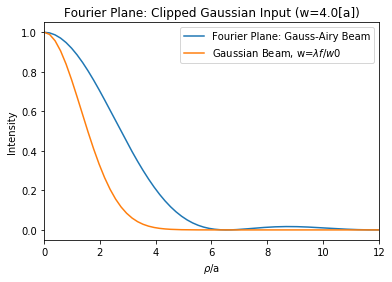 Fourier Plane: Clipped Gaussian Input (w=4.0[a])
Fourier Plane: Gauss-Airy Beam
Gaussian Beam, w=λf/w0
Intensity
1.0
0.8
0.6
0.4
0.2
0.0
0 2 4 6 8 10 12
ρ/a